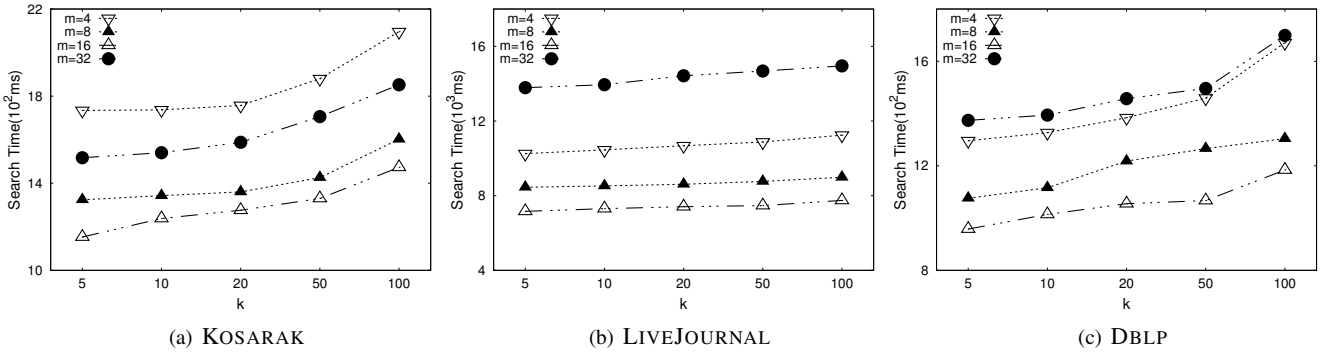 22
18
14
10
Search Time(10²ms)
m=4
m=8
m=16
m=32
5
10
20
50
100
k
(a) KOSARAK
16
12
8
4
Search Time(10³ms)
m=4
m=8
m=16
m=32
5
10
20
50
100
k
(b) LIVEJOURNAL
16
12
8
Search Time(10²ms)
m=4
m=8
m=16
m=32
5
10
20
50
100
k
(c) DBLP